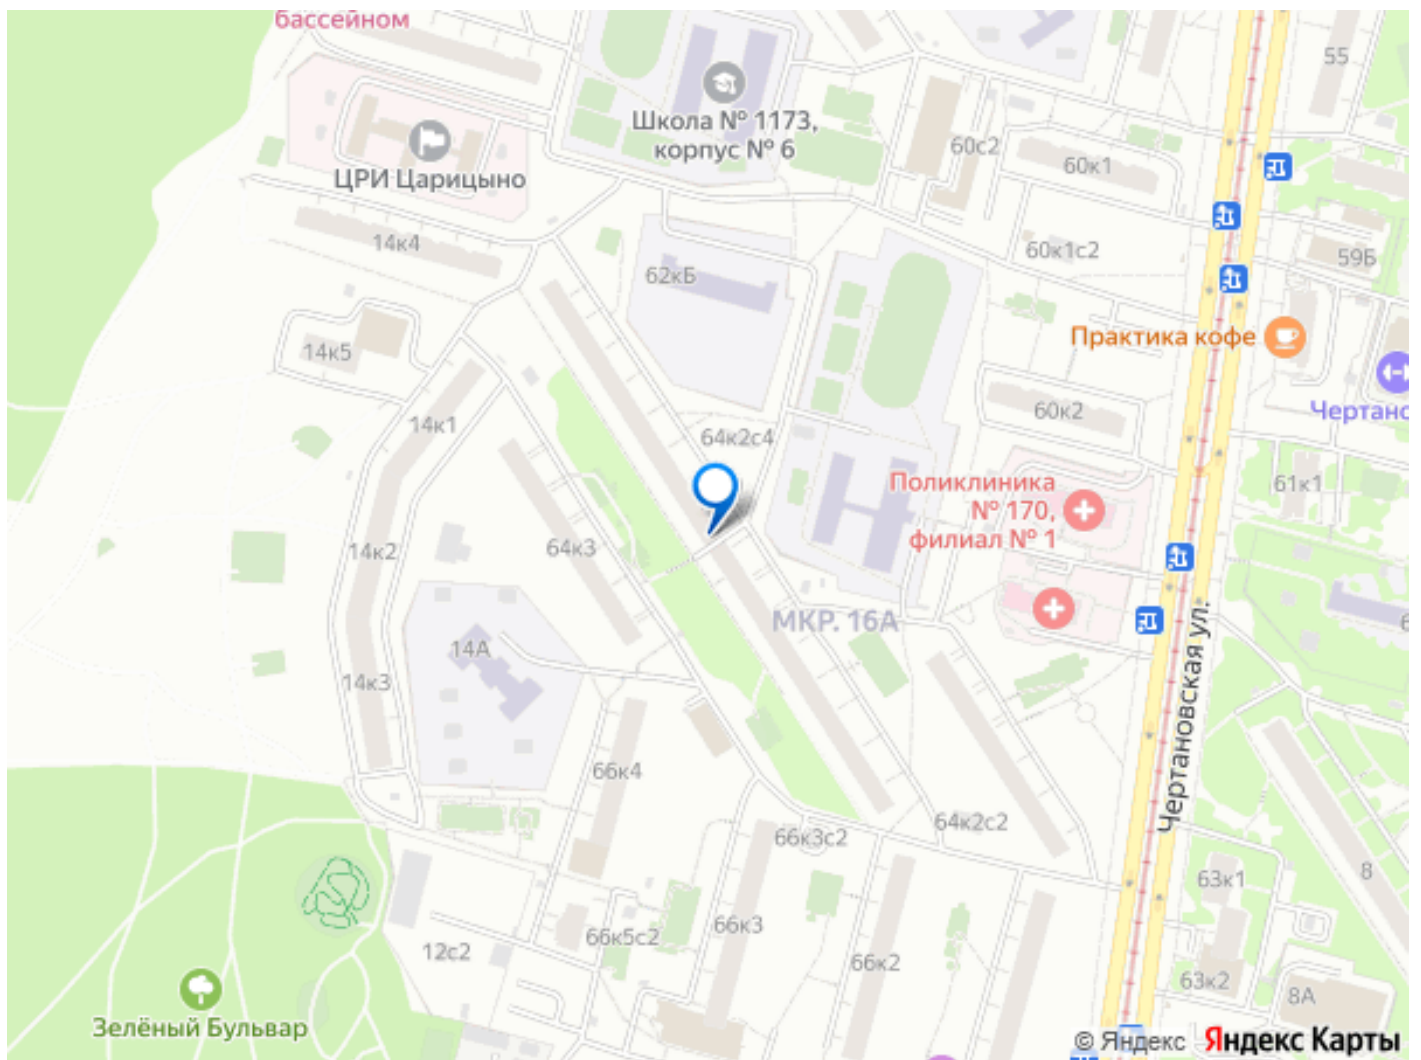 бассейном
55
Школа № 1173,
корпус № 6
60с2
60к1
ЦРИ Царицыно
14к4
60к1с2
59Б
62кБ
Практика кофе
14к5
60к2
Чертано
14к1
64к2с4
Поликлиника
№ 170,
филиал № 1
61к1
14к2
64к3
МКР. 16А
6
14А
14к3
Чертановская ул.
66к4
64к2с2
66к3с2
8
63к1
66к3
66к5с2
12с2
66к2
63к2
8А
Зелёный Бульвар
© Яндекс Яндекс Карты